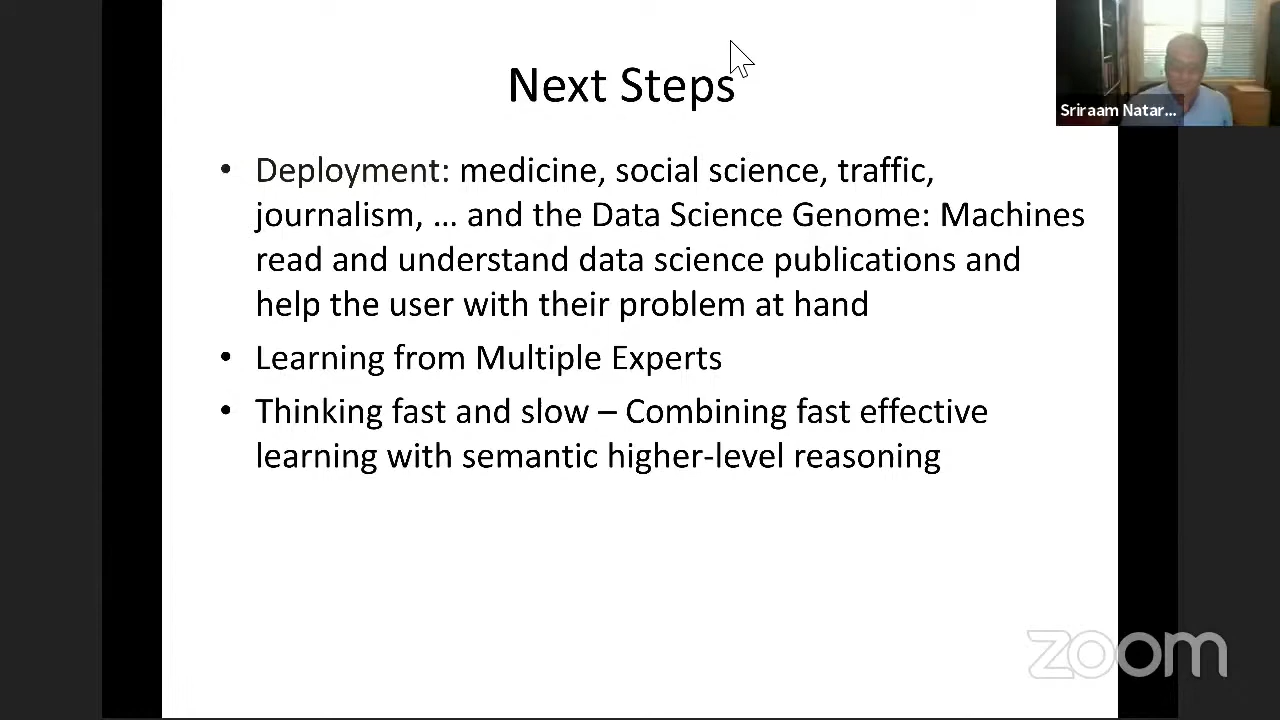 Next Steps
• Deployment: medicine, social science, traffic,
journalism, … and the Data Science Genome: Machines
read and understand data science publications and
help the user with their problem at hand
• Learning from Multiple Experts
• Thinking fast and slow – Combining fast effective
learning with semantic higher-level reasoning
Sriraam Natar...
zoom